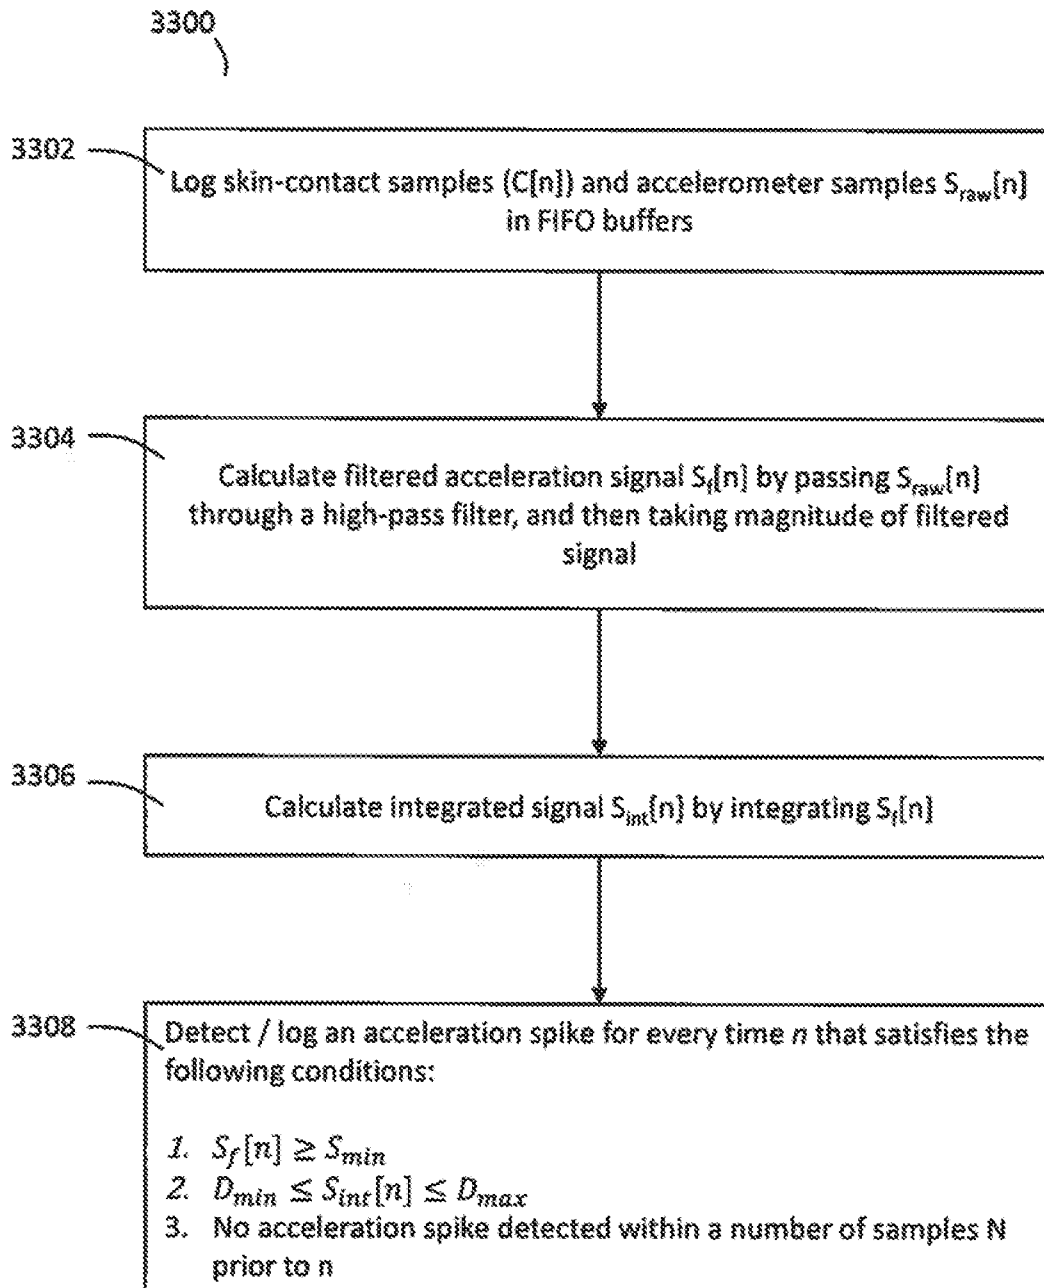 3300
3302
Log skin-contact samples (C[n]) and accelerometer samples S_raw[n]
in FIFO buffers
3304
Calculate filtered acceleration signal S_f[n] by passing S_raw[n]
through a high-pass filter, and then taking magnitude of filtered
signal
3306
Calculate integrated signal S_int[n] by integrating S_f[n]
3308
Detect / log an acceleration spike for every time n that satisfies the
following conditions:
1. S_f[n] ≧ S_min
2. D_min ≤ S_int[n] ≤ D_max
3. No acceleration spike detected within a number of samples N
prior to n